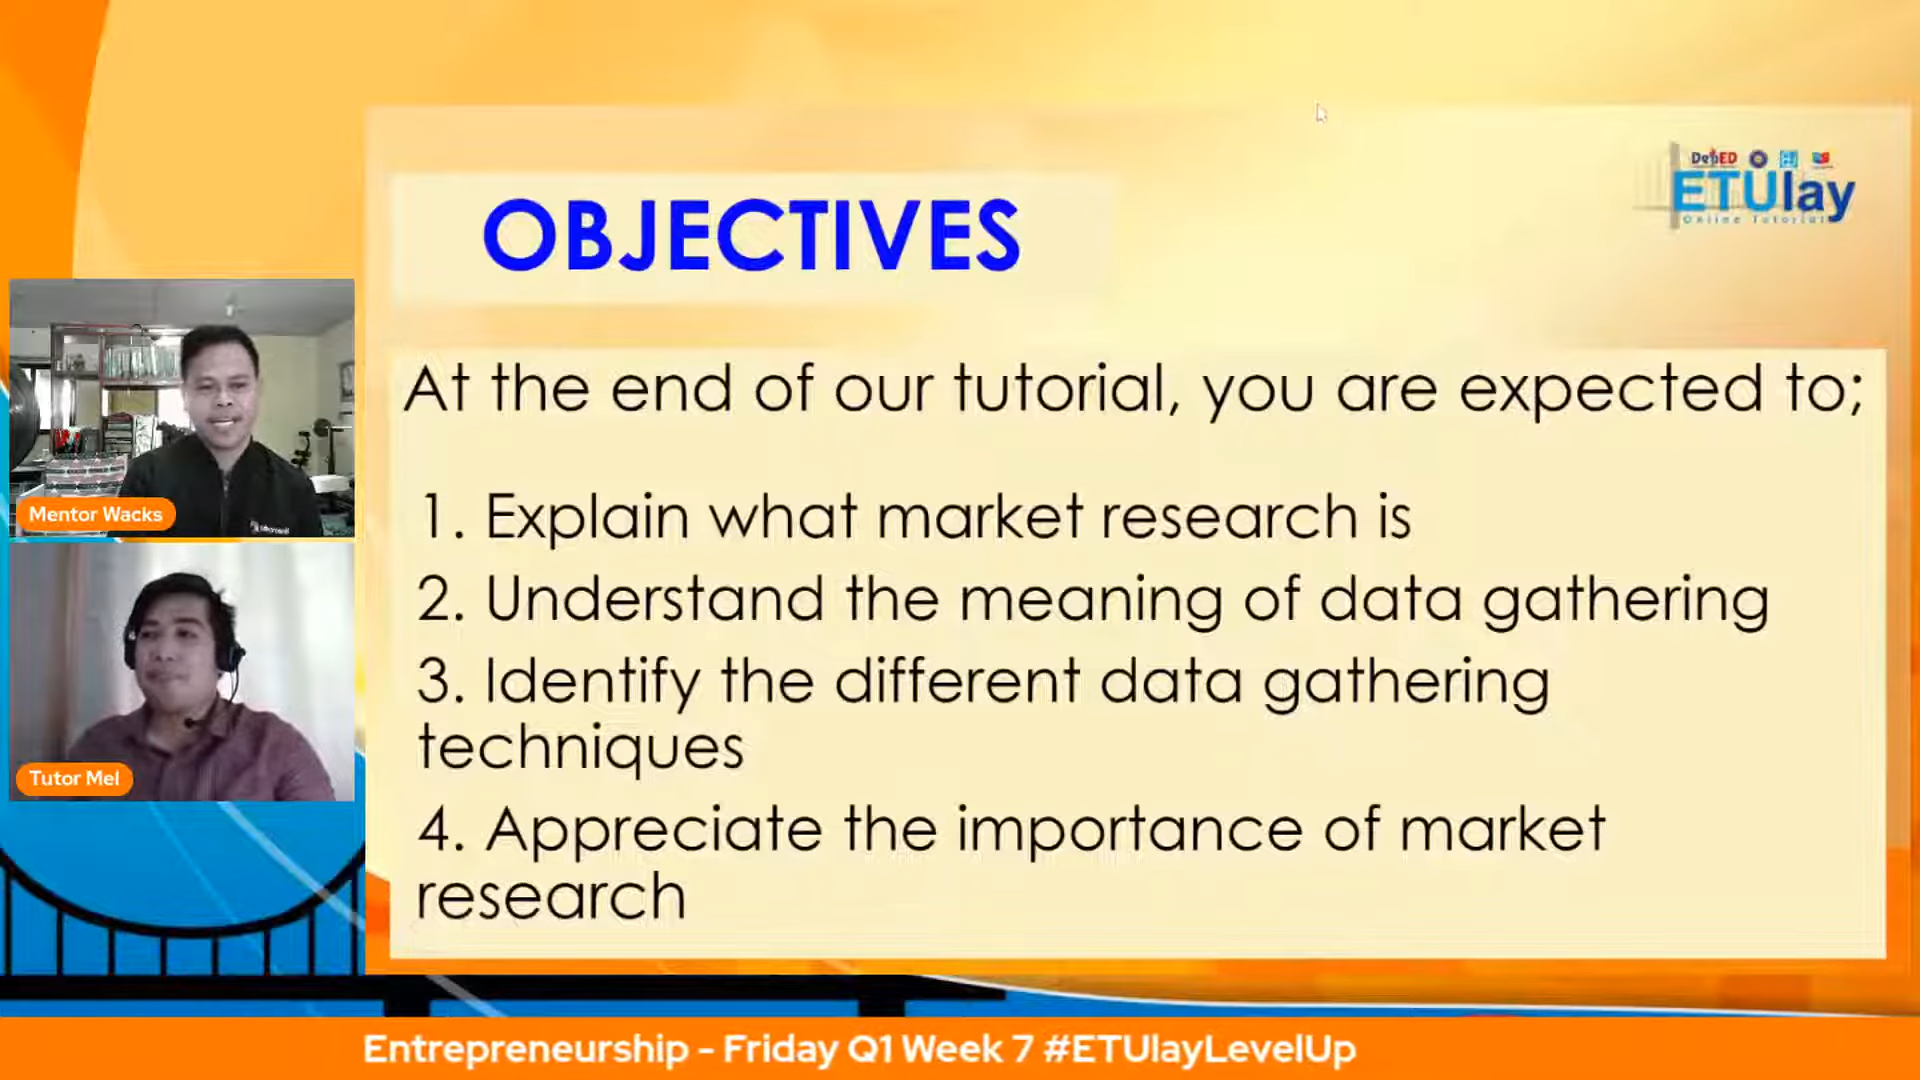 DepED
ETUlay
Online Tutorial
OBJECTIVES
At the end of our tutorial, you are expected to;
1. Explain what market research is
2. Understand the meaning of data gathering
3. Identify the different data gathering
techniques
4. Appreciate the importance of market
research
Mentor Wacks
Tutor Mel
Entrepreneurship - Friday Q1 Week 7 #ETUlayLevelUp